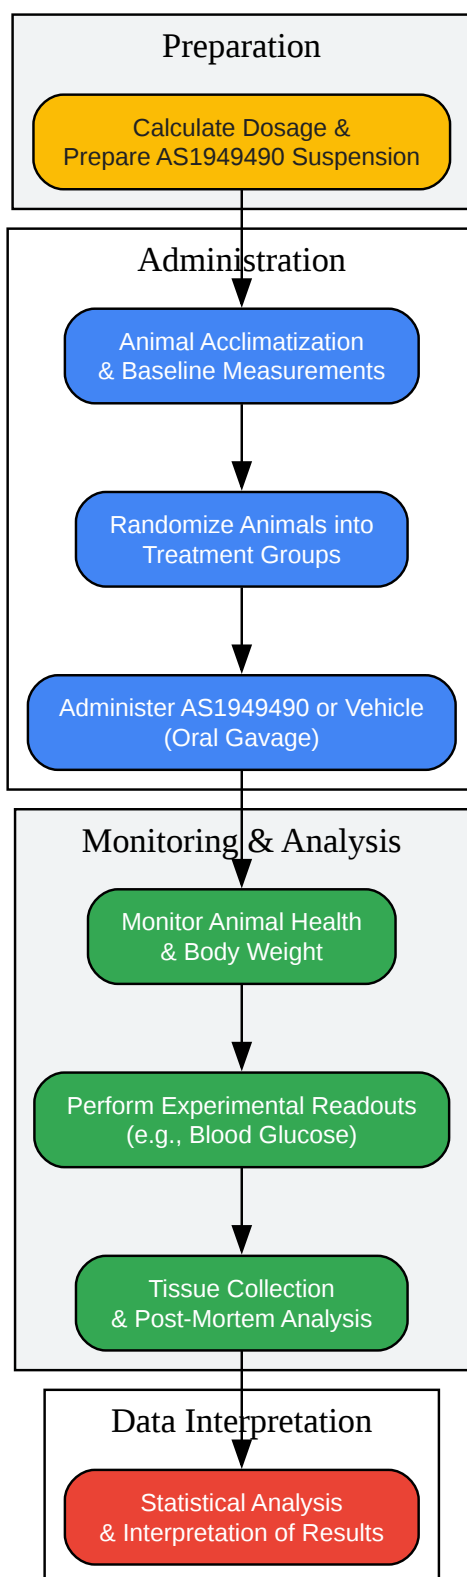 Preparation
Calculate Dosage &
Prepare AS1949490 Suspension
Administration
Animal Acclimatization
& Baseline Measurements
Randomize Animals into
Treatment Groups
Administer AS1949490 or Vehicle
(Oral Gavage)
Monitoring & Analysis
Monitor Animal Health
& Body Weight
Perform Experimental Readouts
(e.g., Blood Glucose)
Tissue Collection
& Post-Mortem Analysis
Data Interpretation
Statistical Analysis
& Interpretation of Results